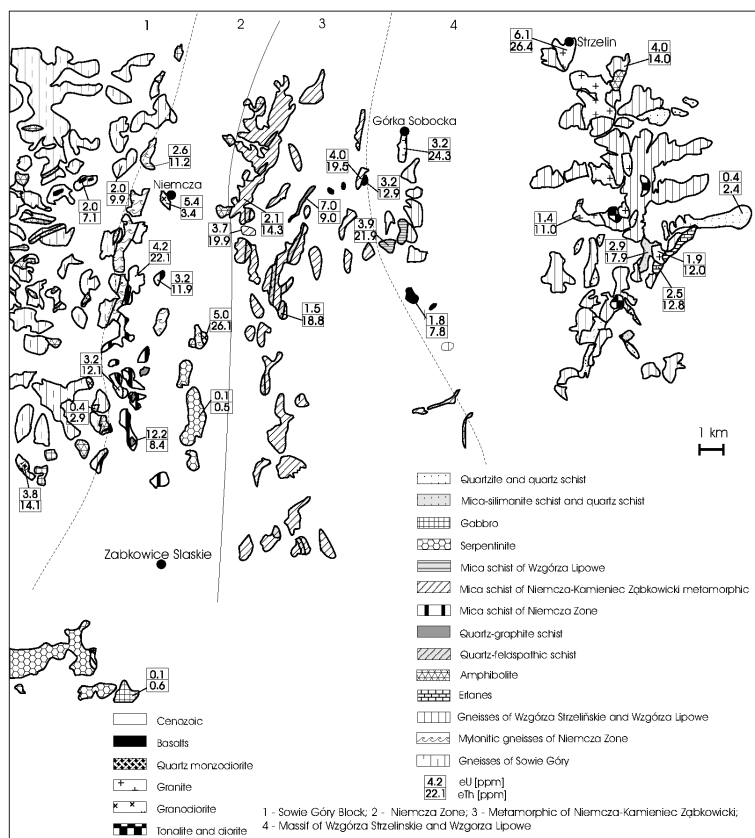 1
2
3
4
6.1
26.4
Strzelin
4.0
14.0
Górka Sobocka
2.6
11.2
4.0
19.5
3.2
24.3
2.0
7.1
2.0
9.9
Niemcza
5.4
3.4
3.2
12.9
0.4
2.4
2.1
14.3
7.0
9.0
3.7
19.9
3.9
21.9
1.4
11.0
4.2
22.1
2.9
17.9
1.9
12.0
3.2
11.9
2.5
12.8
5.0
26.1
1.5
18.8
1.8
7.8
3.2
12.1
0.1
0.5
0.4
2.9
12.2
8.4
1 km
3.8
14.1
Ząbkowice Slaskie
Quartzite and quartz schist
Mica-silimanite schist and quartz schist
Gabbro
Serpentinite
Mica schist of Wzgórza Lipowe
Mica schist of Niemcza-Kamieniec Ząbkowicki metamorphic
Mica schist of Niemcza Zone
Quartz-graphite schist
Quartz-feldspathic schist
Amphibolite
Erlanes
Gneisses of Wzgórza Strzelińskie and Wzgórza Lipowe
Mylonitic gneisses of Niemcza Zone
Gneisses of Sowie Góry
4.2 eU [ppm]
22.1 eTh [ppm]
0.1
0.6
Cenozoic
Basalts
Quartz monzodiorite
Granite
Granodiorite
Tonalite and diorite
1 - Sowie Góry Block; 2 - Niemcza Zone; 3 - Metamorphic of Niemcza-Kamieniec Ząbkowicki;
4 - Massif of Wzgórza Strzelinskie and Wzgorza Lipowe